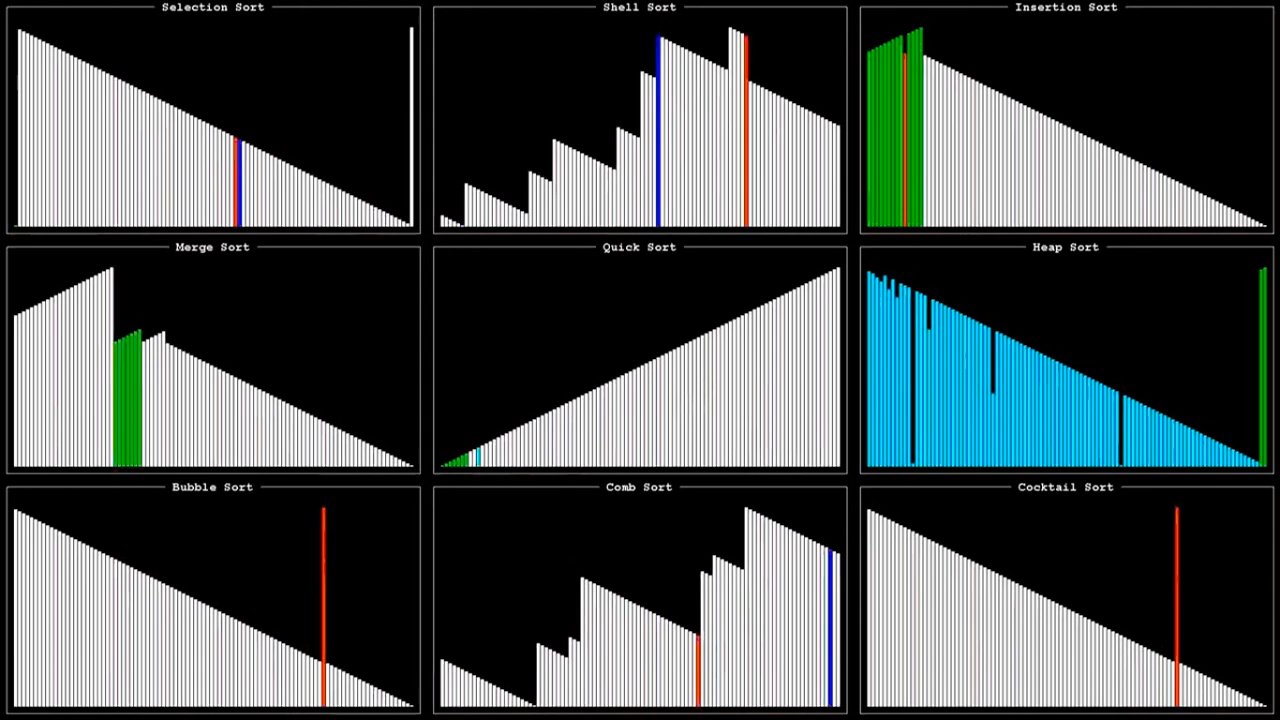 Selection Sort
Shell Sort
Insertion Sort
Merge Sort
Quick Sort
Heap Sort
Bubble Sort
Comb Sort
Cocktail Sort